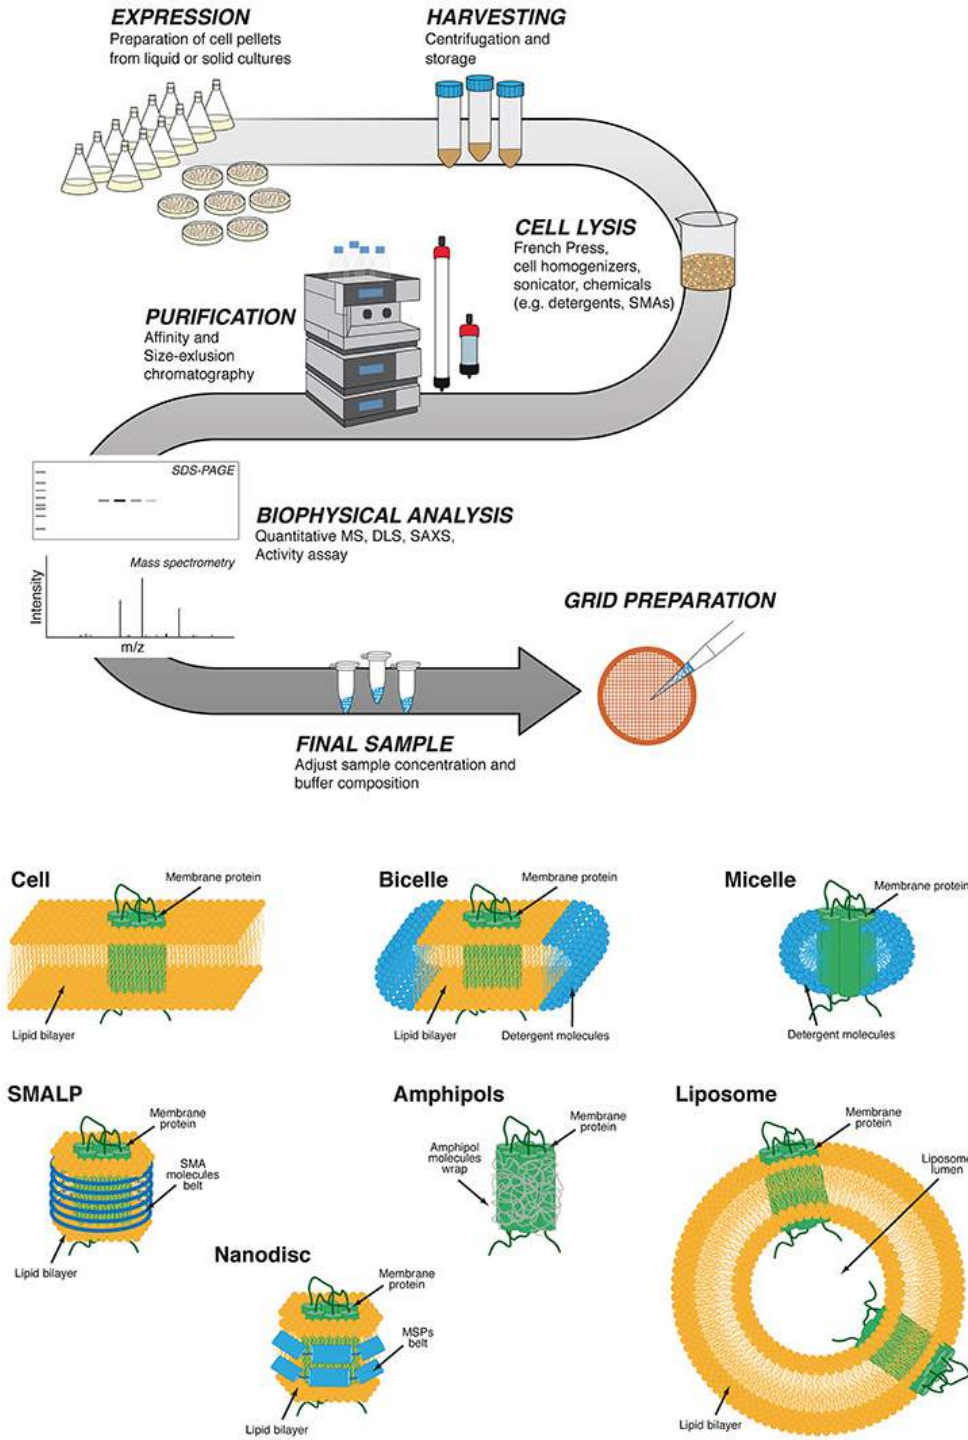 EXPRESSION
Preparation of cell pellets
from liquid or solid cultures
HARVESTING
Centrifugation and
storage
CELL LYSIS
French Press,
cell homogenizers,
sonicator, chemicals
(e.g. detergents, SMAs)
PURIFICATION
Affinity and
Size-exlusion
chromatography
SDS-PAGE
BIOPHYSICAL ANALYSIS
Quantitative MS, DLS, SAXS,
Activity assay
Mass spectrometry
Intensity
m/z
GRID PREPARATION
FINAL SAMPLE
Adjust sample concentration and
buffer composition
Cell
Membrane protein
Lipid bilayer
Bicelle
Membrane protein
Lipid bilayer
Detergent molecules
Micelle
Membrane protein
Detergent molecules
SMALP
Membrane
protein
SMA
molecules
belt
Lipid bilayer
Amphipols
Membrane
protein
Amphipol
molecules
wrap
Liposome
Membrane
protein
Liposome
lumen
Lipid bilayer
Nanodisc
Membrane
protein
MSPs
belt
Lipid bilayer